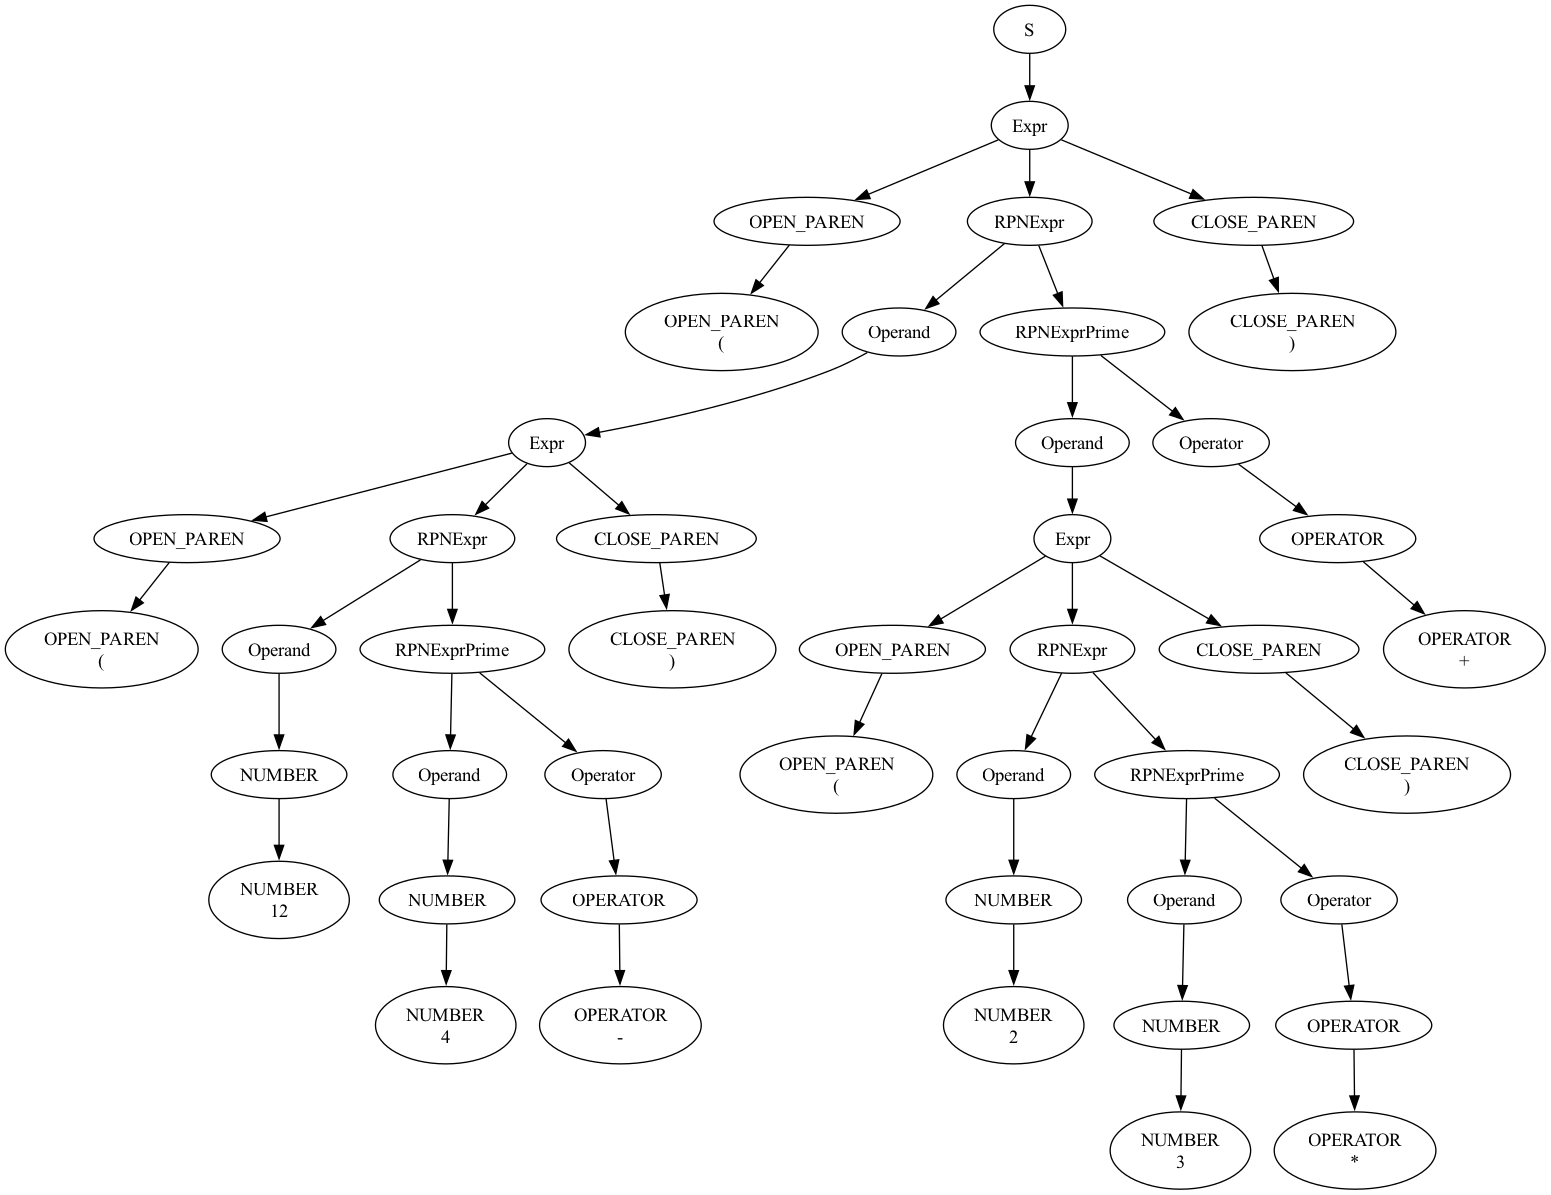 S
Expr
OPEN_PAREN
RPNExpr
CLOSE_PAREN
OPEN_PAREN
(
Operand
RPNExprPrime
CLOSE_PAREN
)
Expr
Operand
Operator
OPEN_PAREN
RPNExpr
CLOSE_PAREN
Expr
OPERATOR
OPEN_PAREN
(
Operand
RPNExprPrime
CLOSE_PAREN
)
OPEN_PAREN
RPNExpr
CLOSE_PAREN
OPERATOR
+
NUMBER
Operand
Operator
OPEN_PAREN
(
Operand
RPNExprPrime
CLOSE_PAREN
)
NUMBER
12
NUMBER
OPERATOR
NUMBER
Operand
Operator
NUMBER
4
OPERATOR
-
NUMBER
2
NUMBER
OPERATOR
NUMBER
3
OPERATOR
*